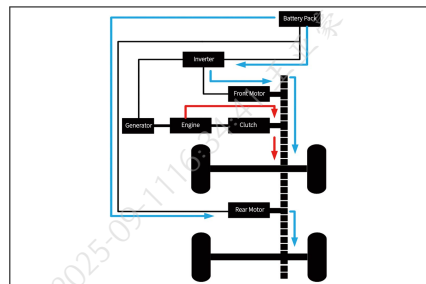 Battery Pack
Inverter
Front Motor
Generator
Engine
Clutch
Rear Motor